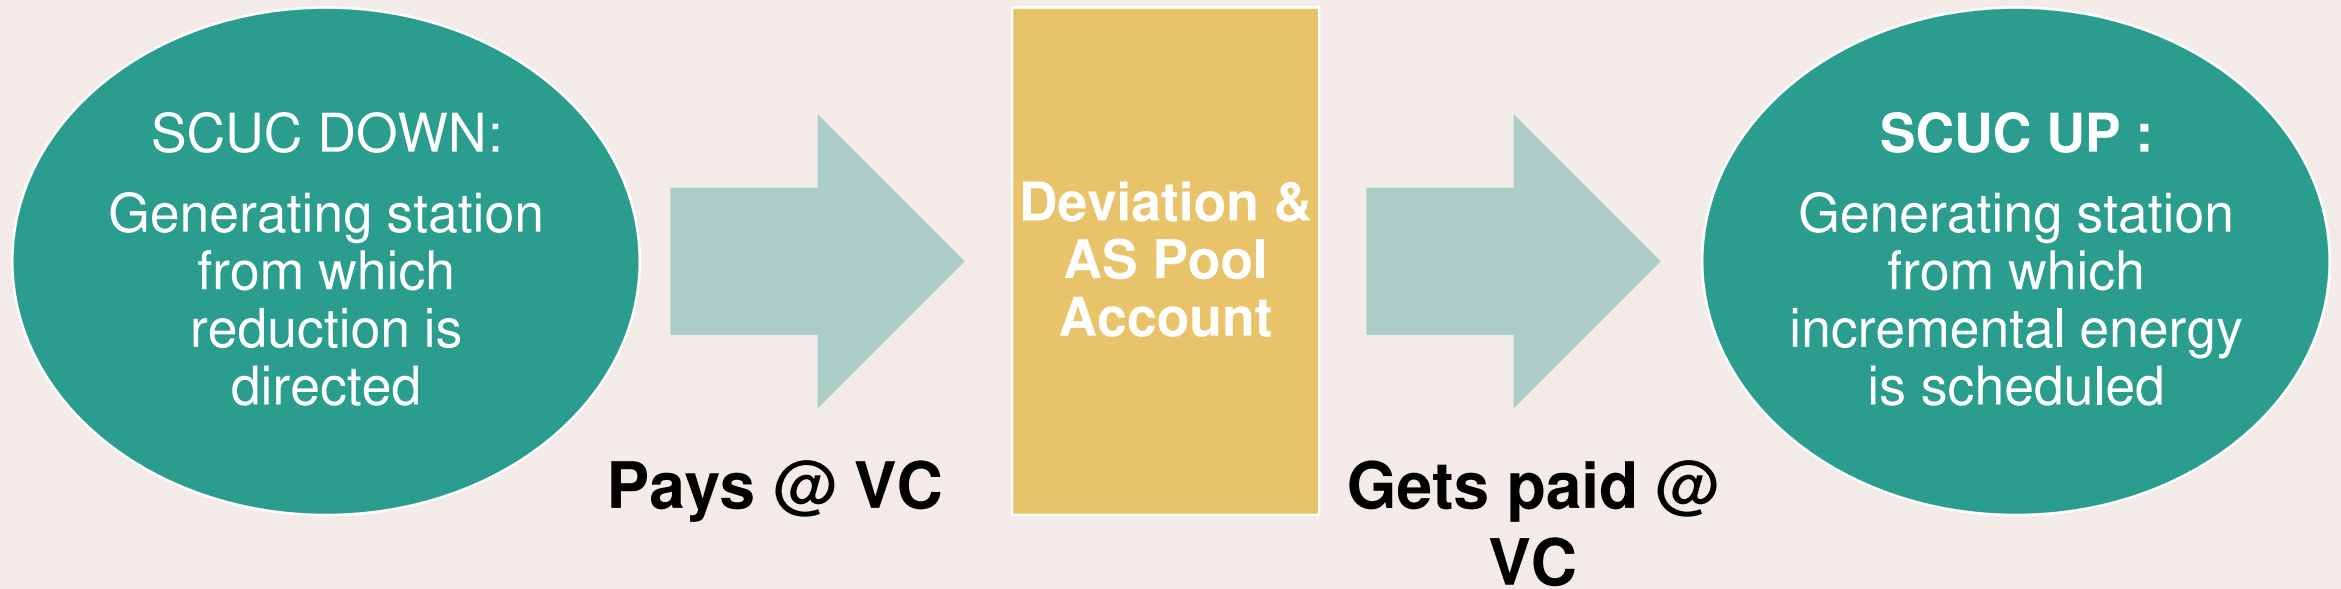 SCUC DOWN:
Generating station
from which
reduction is
directed
Pays @ VC
Deviation &
AS Pool
Account
Gets paid @
VC
SCUC UP :
Generating station
from which
incremental energy
is scheduled